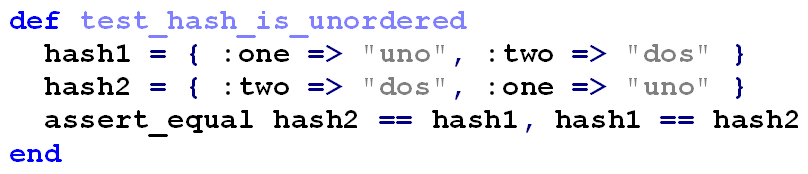 def test_hash_is_unordered
  hash1 = { :one => "uno", :two => "dos" }
  hash2 = { :two => "dos", :one => "uno" }
  assert_equal hash2 == hash1, hash1 == hash2
end